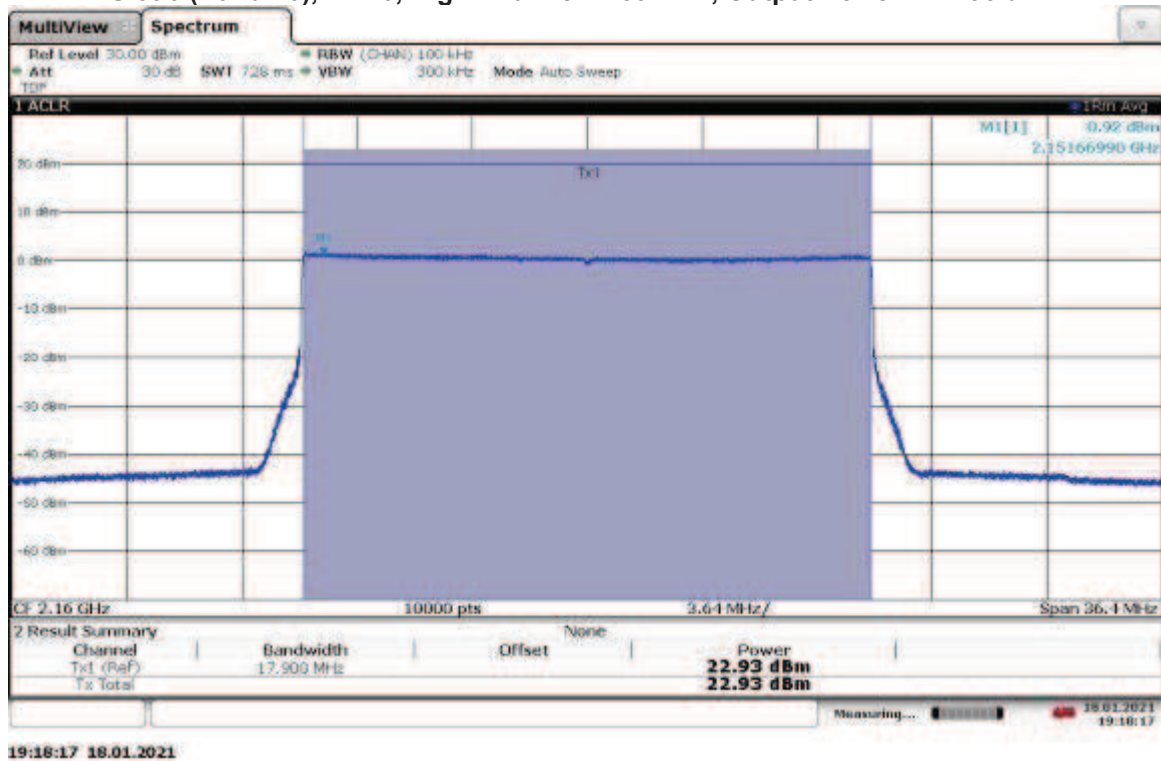 MultiView
Spectrum
Ref Level 30.00 dBm
RBW (CHAN) 100 kHz
Att 30 dB SWT 728 ms VBW 300 kHz Mode Auto Sweep
TDF
1 ACLR
1Rm Avg
M1[1] 0.92 dBm
2.15166990 GHz
20 dBm
Tx1
10 dBm
M1
0 dBm
-10 dBm
-20 dBm
-30 dBm
-40 dBm
-50 dBm
-60 dBm
CF 2.16 GHz 10000 pts 3.64 MHz/ Span 36.4 MHz
2 Result Summary None
Channel Bandwidth Offset Power
Tx1 (Ref) 17.900 MHz 22.93 dBm
Tx Total 22.93 dBm
Measuring... 18.01.2021
19:18:17
19:18:17 18.01.2021